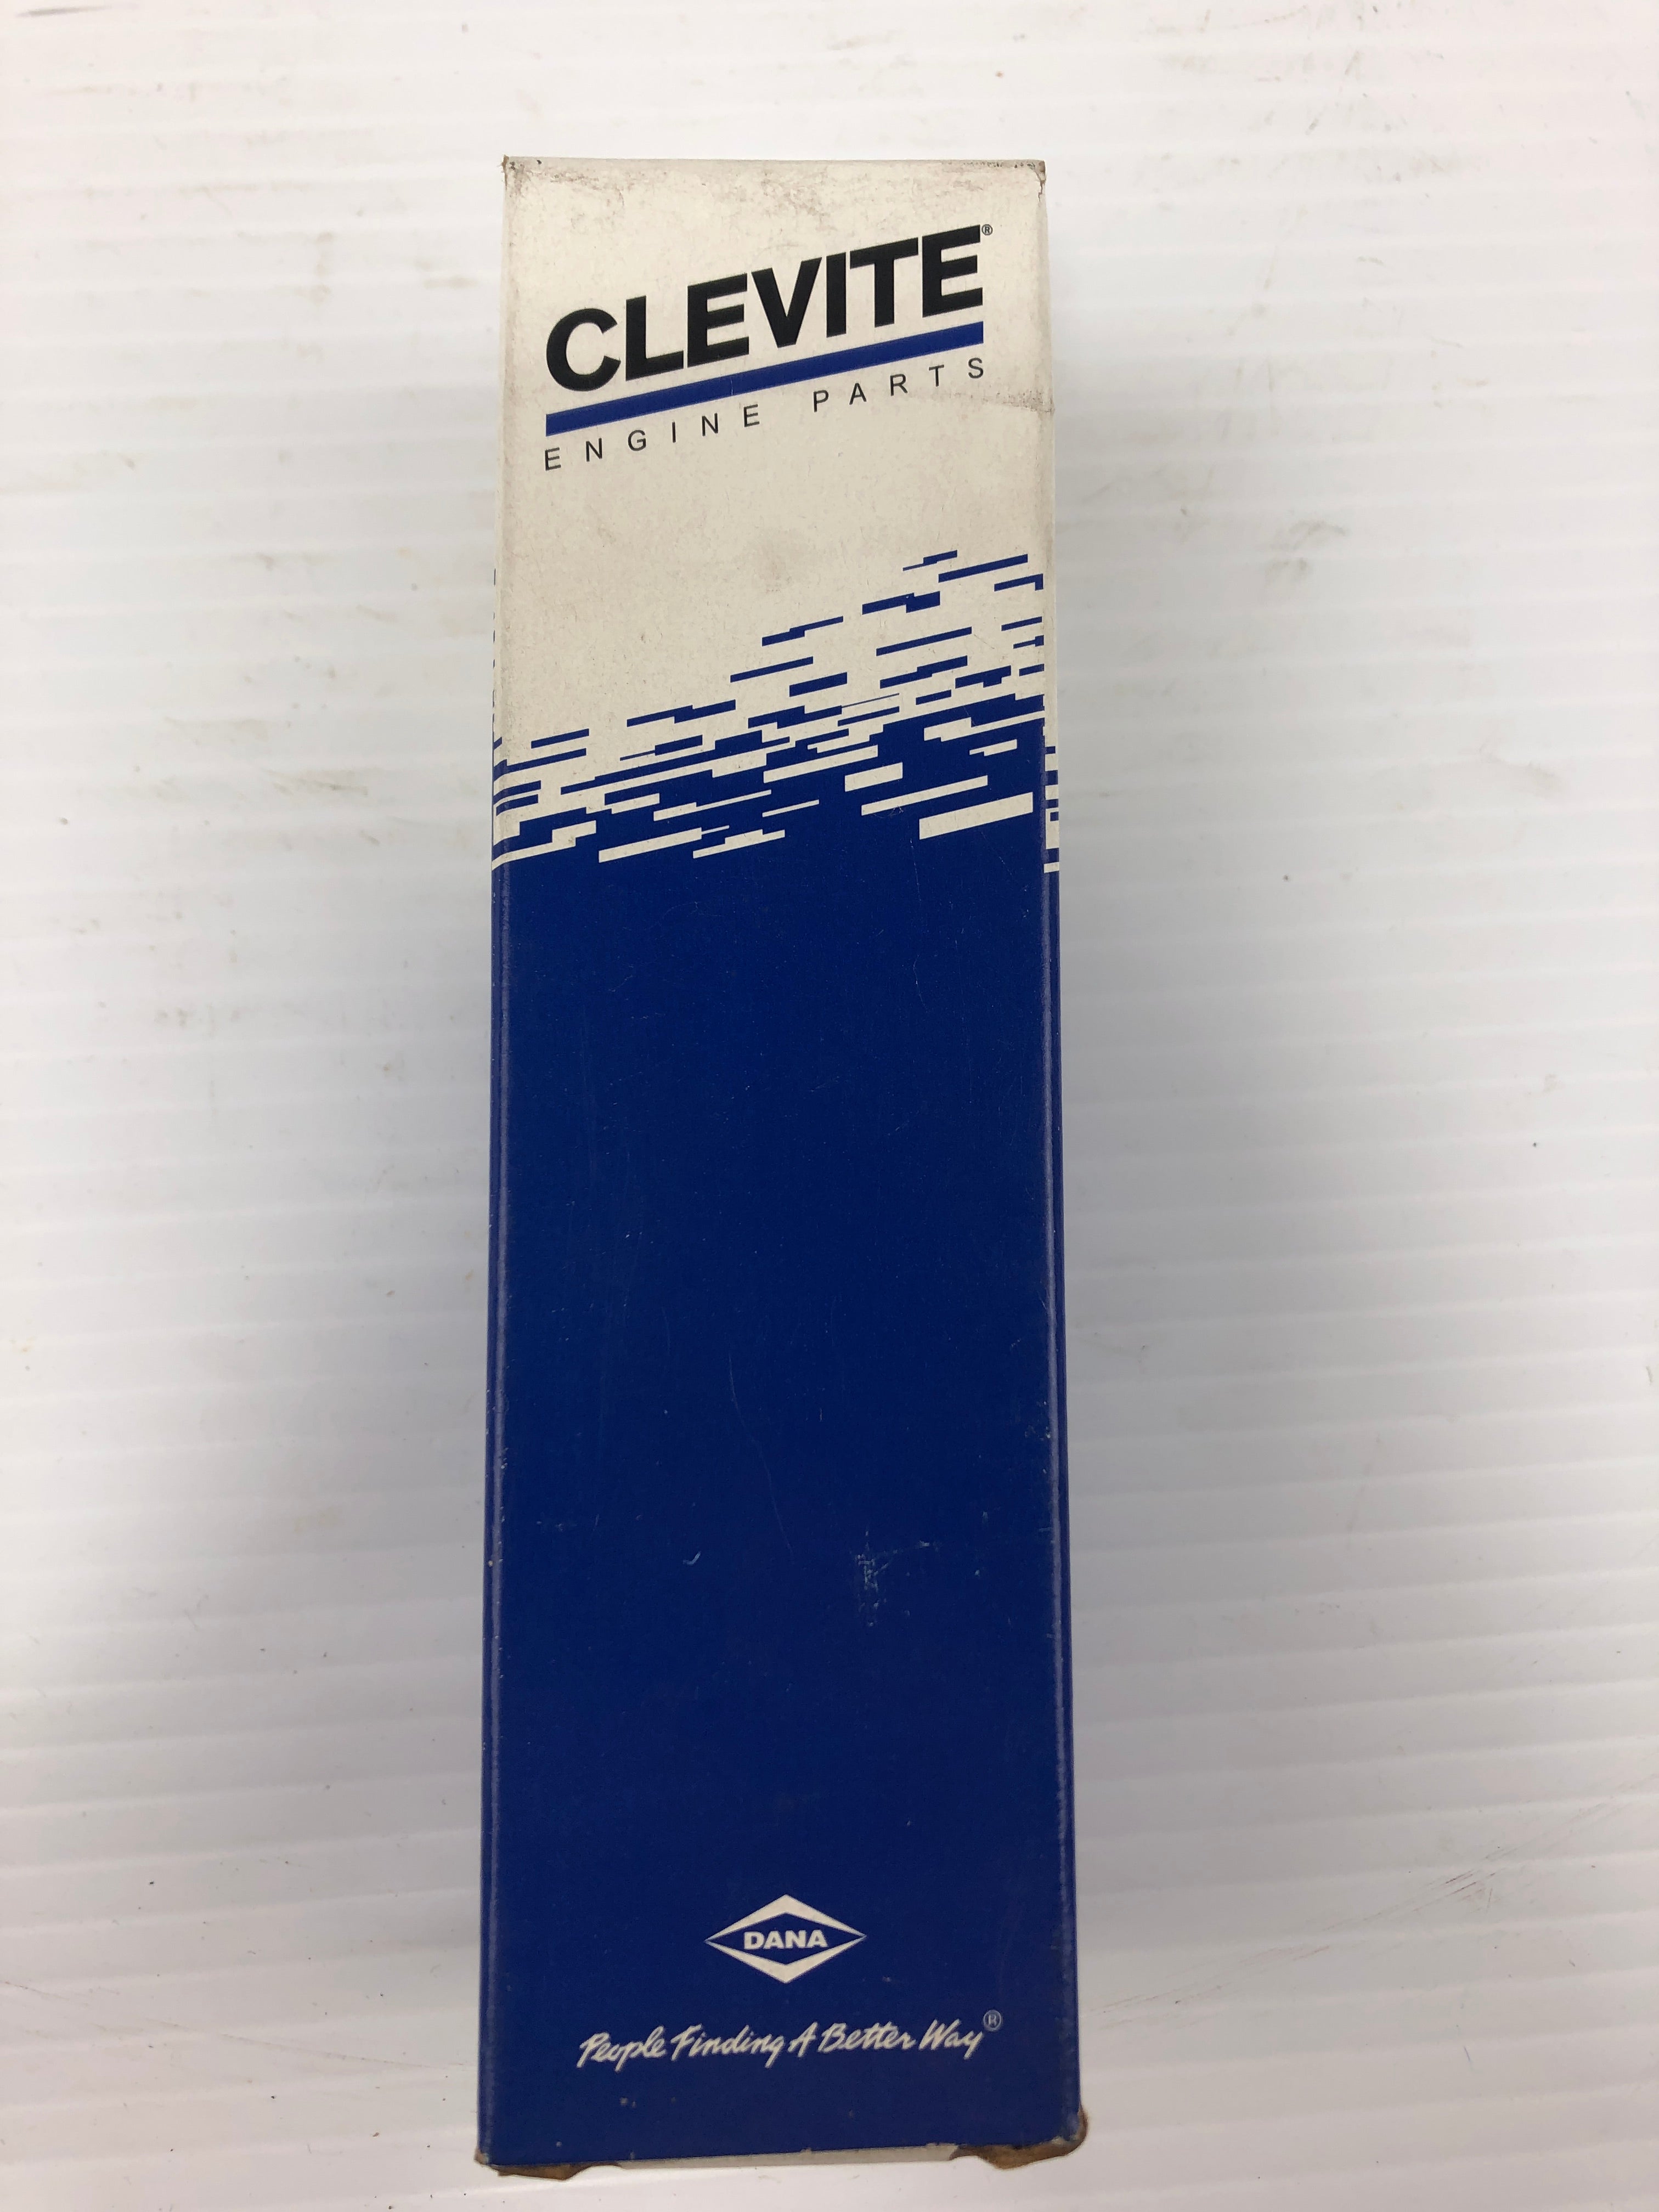 CLEVITE®
ENGINE PARTS
DANA
People Finding A Better Way®